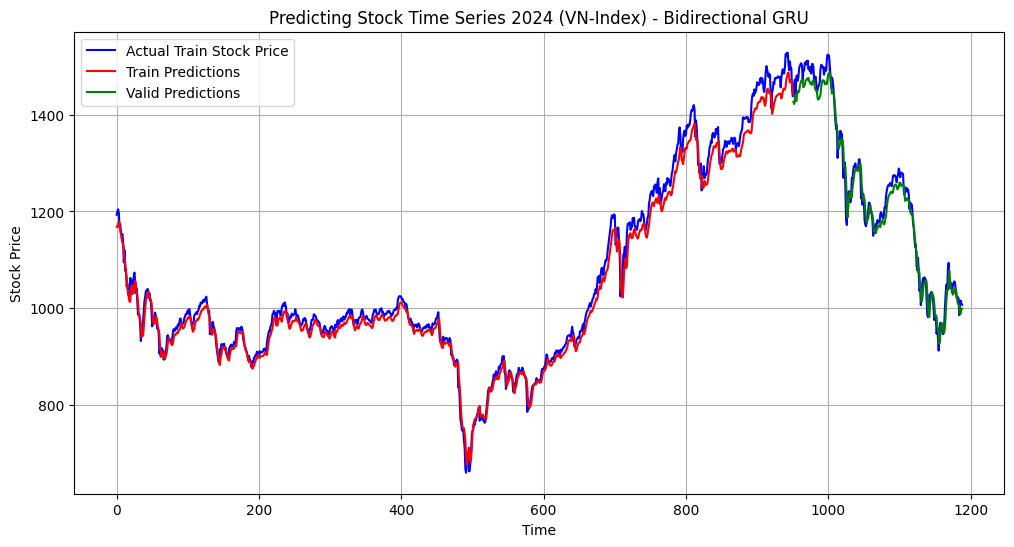 Predicting Stock Time Series 2024 (VN-Index) - Bidirectional GRU
Actual Train Stock Price
Train Predictions
Valid Predictions
Stock Price
1400
1200
1000
800
0
200
400
600
800
1000
1200
Time